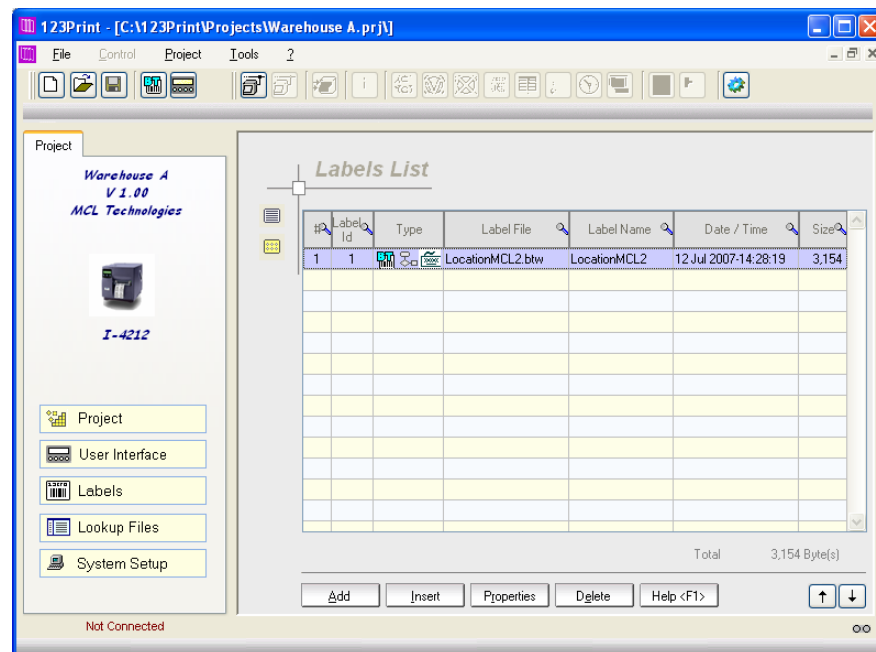 123Print - [C:\123Print\Projects\Warehouse A.prj\]
File Control Project Tools ?
Project
Warehouse A
V 1.00
MCL Technologies
I-4212
Project
User Interface
Labels
Lookup Files
System Setup
Not Connected
Labels List
# Label Id Type Label File Label Name Date / Time Size
1 1 LocationMCL2.btw LocationMCL2 12 Jul 2007-14:28:19 3,154
Total 3,154 Byte(s)
Add Insert Properties Delete Help <F1>